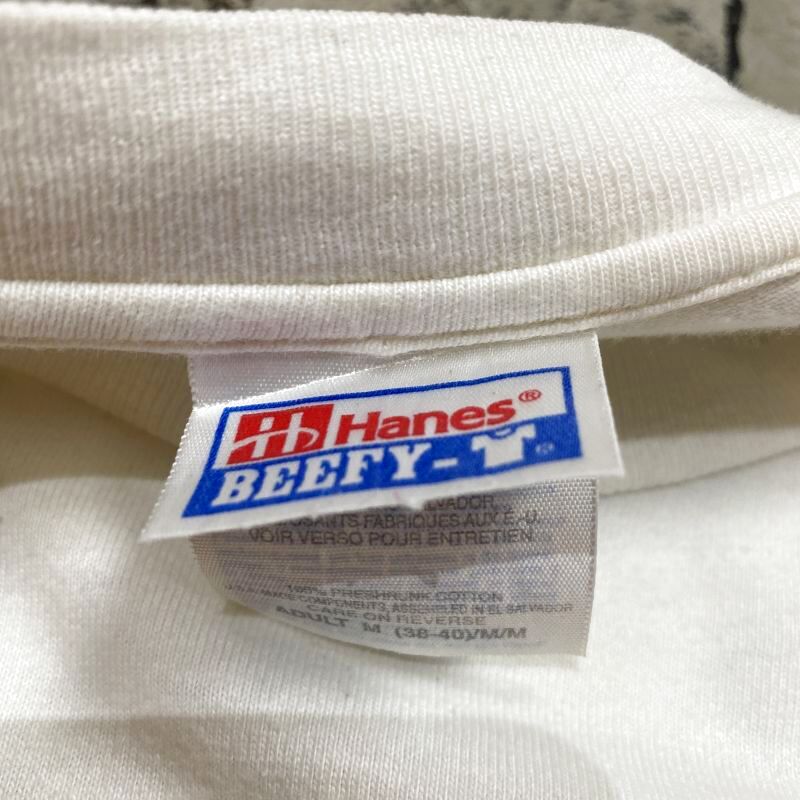 Hanes®
BEEFY-T®
SALVADOR,
COMPOSANTS FABRIQUES AUX É.-U.
VOIR VERSO POUR ENTRETIEN.
100% PRESHRUNK COTTON
U.S.A. MADE COMPONENTS, ASSEMBLED IN EL SALVADOR
CARE ON REVERSE
ADULT M (38-40)/M/M